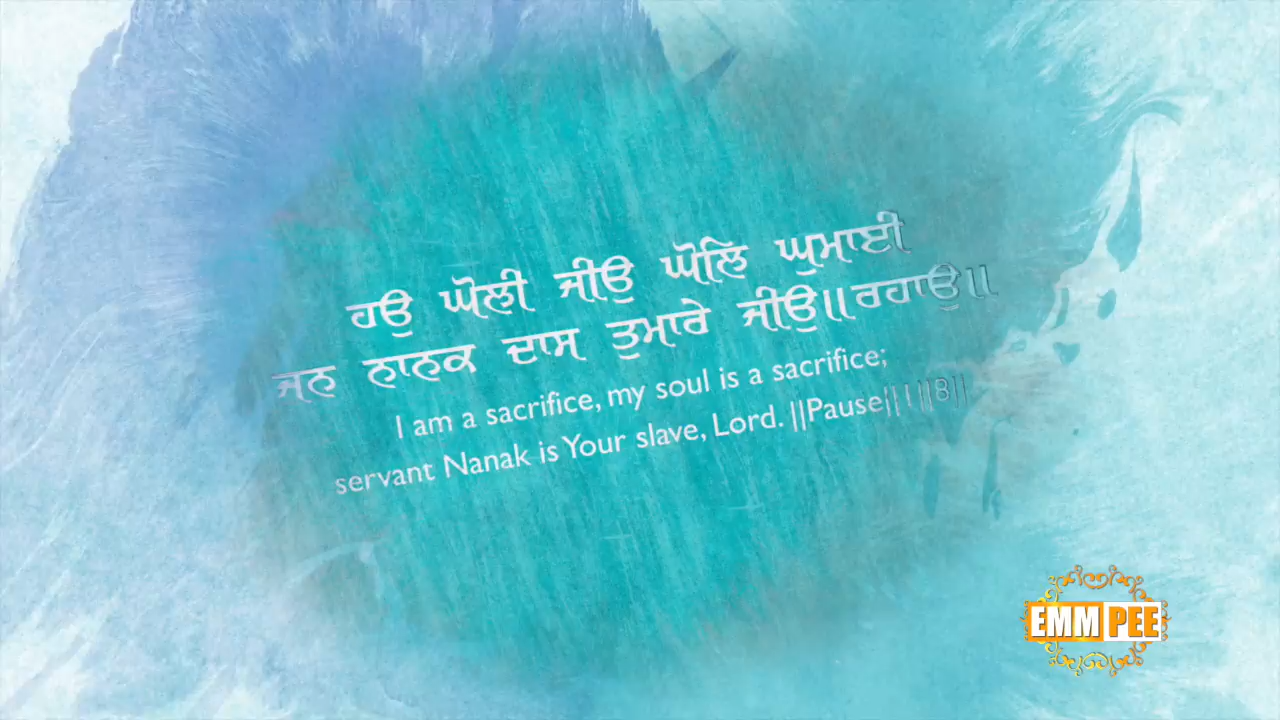 ਹਉ ਘੋਲੀ ਜੀਉ ਘੋਲਿ ਘੁਮਾਈ
ਜਨ ਨਾਨਕ ਦਾਸ ਤੁਮਾਰੇ ਜੀਉ॥ਰਹਾਉ॥
I am a sacrifice, my soul is a sacrifice;
servant Nanak is Your slave, Lord. ||Pause||1||8||
EMM PEE